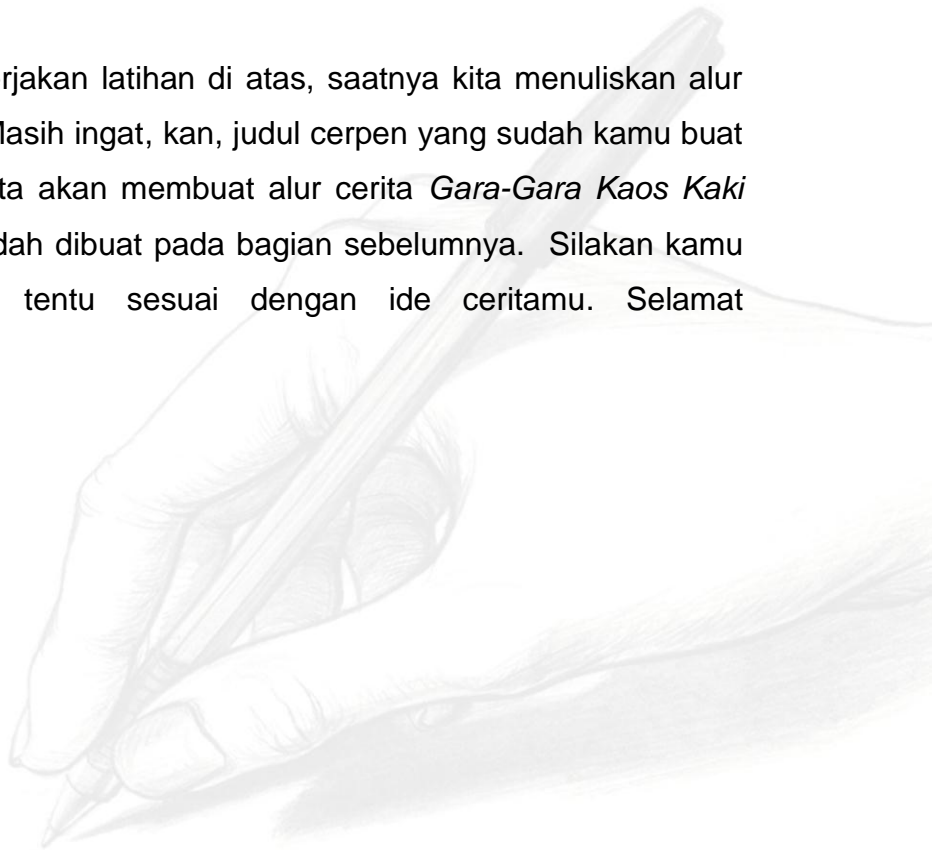 rjakan latihan di atas, saatnya kita menuliskan alur
Masih ingat, kan, judul cerpen yang sudah kamu buat
ta akan membuat alur cerita Gara-Gara Kaos Kaki
dah dibuat pada bagian sebelumnya. Silakan kamu
tentu sesuai dengan ide ceritamu. Selamat